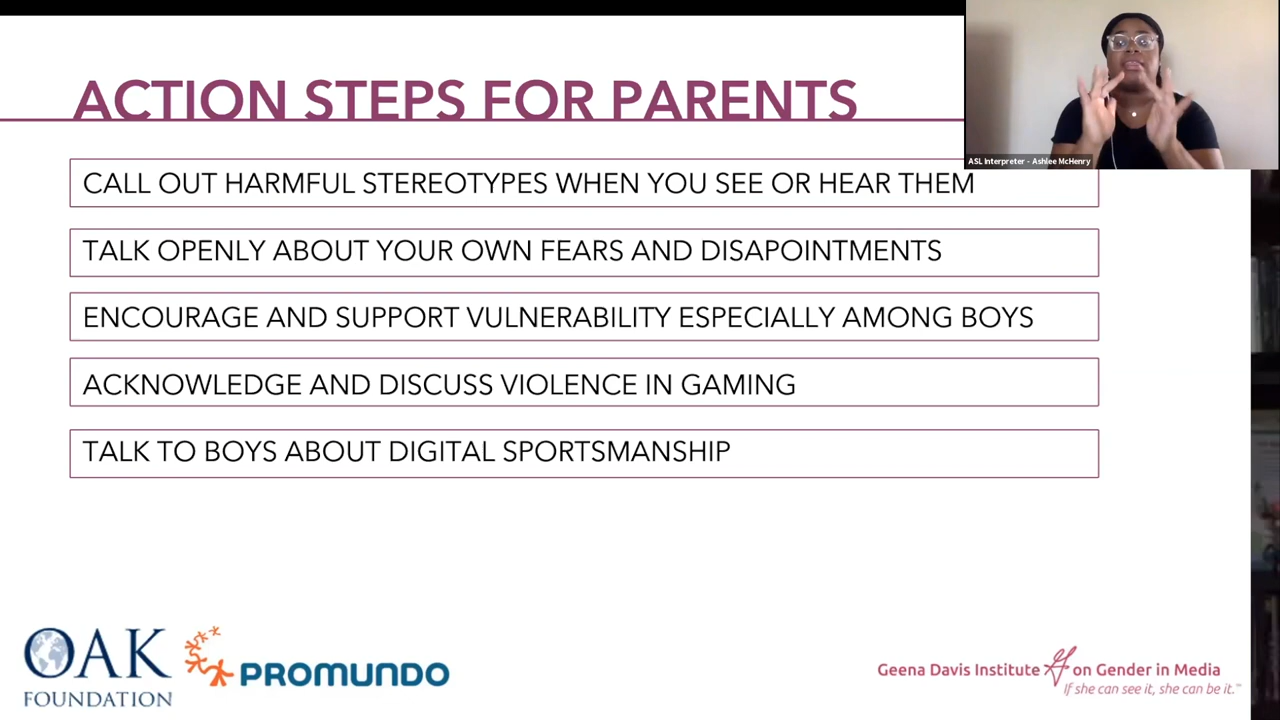 ACTION STEPS FOR PARENTS
ASL Interpreter - Ashlee McHenry
CALL OUT HARMFUL STEREOTYPES WHEN YOU SEE OR HEAR THEM
TALK OPENLY ABOUT YOUR OWN FEARS AND DISAPOINTMENTS
ENCOURAGE AND SUPPORT VULNERABILITY ESPECIALLY AMONG BOYS
ACKNOWLEDGE AND DISCUSS VIOLENCE IN GAMING
TALK TO BOYS ABOUT DIGITAL SPORTSMANSHIP
OAK
FOUNDATION
PROMUNDO
Geena Davis Institute on Gender in Media
If she can see it, she can be it.™